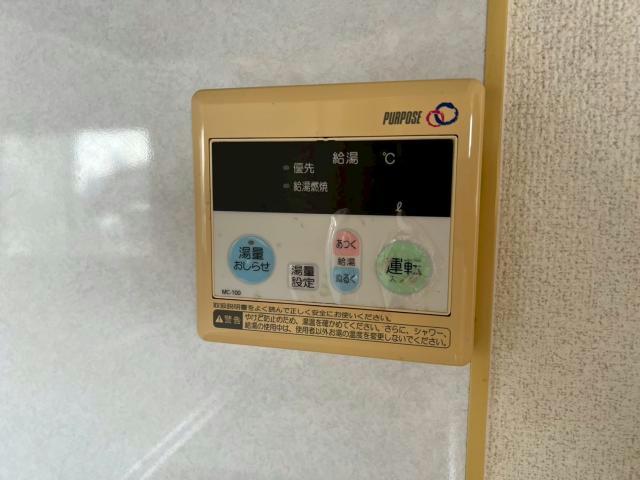 PURPOSE
給湯 ℃
優先
給湯燃焼
ℓ
湯量
おしらせ
湯量
設定
あつく
給湯
ぬるく
運転
MC-100
取扱説明書をよく読んで正しく安全にお使いください。
警告 やけど防止のため、湯温を確かめてください。さらに、シャワー、
給湯の使用中は、使用者以外お湯の温度を変更しないでください。